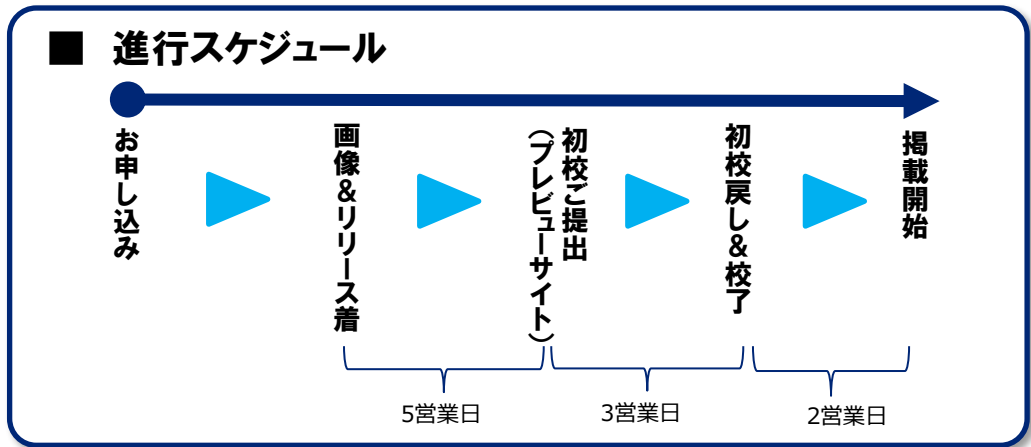 ■ 進行スケジュール
お申し込み
画像&リリース着
初校ご提出
(プレビューサイト)
初校戻し&校了
掲載開始
5営業日
3営業日
2営業日